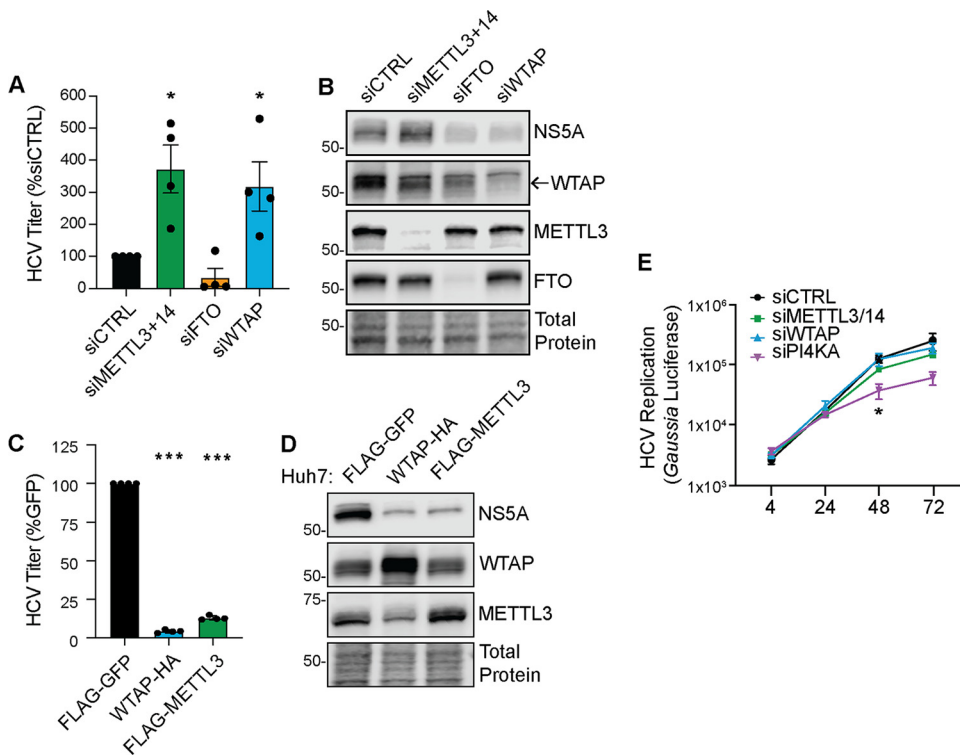 A
HCV Titer (%siCTRL)
600
500
400
300
200
100
0
*
*
siCTRL
siMETTL3+14
siFTO
siWTAP
B
siCTRL
siMETTL3+14
siFTO
siWTAP
NS5A
50-
←WTAP
50-
METTL3
50-
FTO
50-
Total
Protein
C
HCV Titer (%GFP)
125
100
75
50
25
0
***
***
FLAG-GFP
WTAP-HA
FLAG-METTL3
D
Huh7:
FLAG-GFP
WTAP-HA
FLAG-METTL3
NS5A
50-
WTAP
50-
75-
METTL3
50-
Total
Protein
E
siCTRL
siMETTL3/14
siWTAP
siPI4KA
HCV Replication
(Gaussia Luciferase)
1x10⁶
1x10⁵
1x10⁴
1x10³
*
4
24
48
72